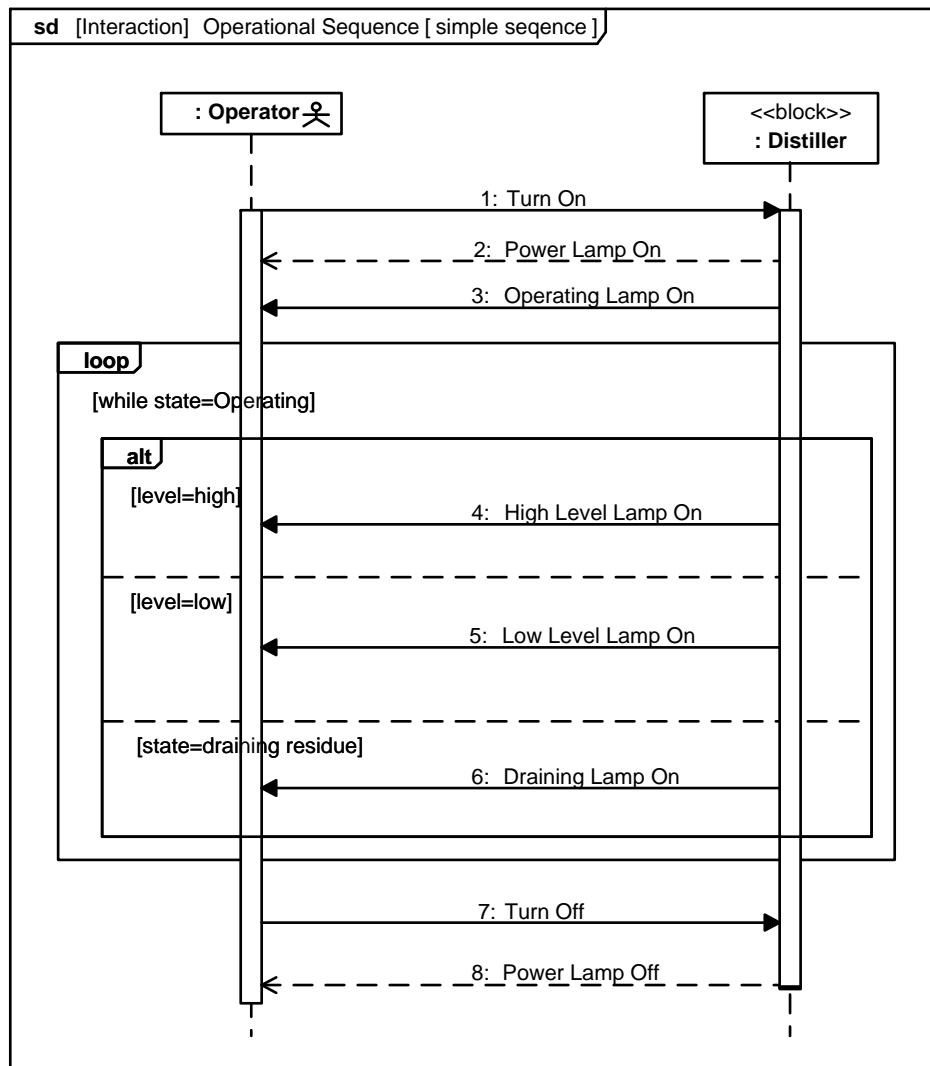 sd [Interaction] Operational Sequence [ simple seqence ]
: Operator
<<block>>
: Distiller
1: Turn On
2: Power Lamp On
3: Operating Lamp On
loop
[while state=Operating]
alt
[level=high]
4: High Level Lamp On
[level=low]
5: Low Level Lamp On
[state=draining residue]
6: Draining Lamp On
7: Turn Off
8: Power Lamp Off